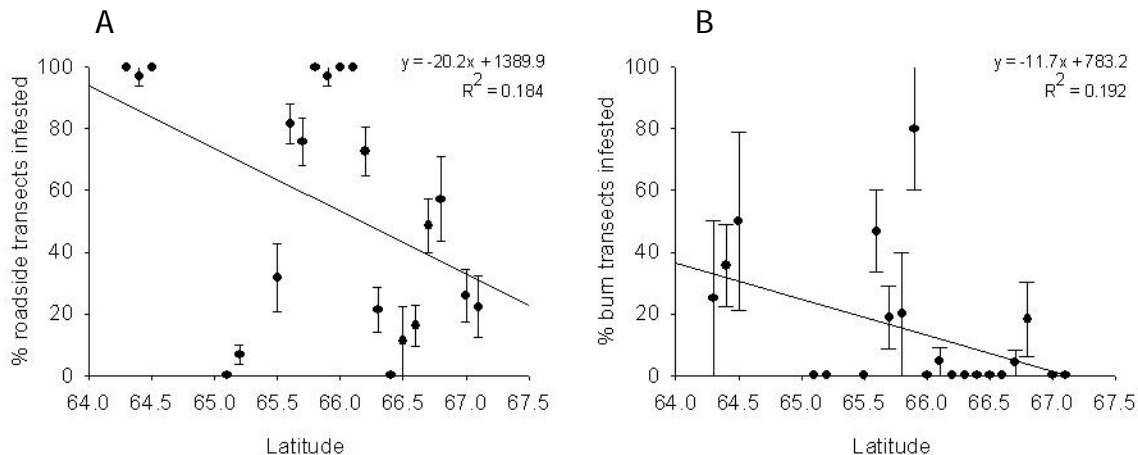 A
y = -20.2x + 1389.9
R² = 0.184
% roadside transects infested
100
80
60
40
20
0
64.0 64.5 65.0 65.5 66.0 66.5 67.0 67.5
Latitude
B
y = -11.7x + 783.2
R² = 0.192
% burn transects infested
100
80
60
40
20
0
64.0 64.5 65.0 65.5 66.0 66.5 67.0 67.5
Latitude